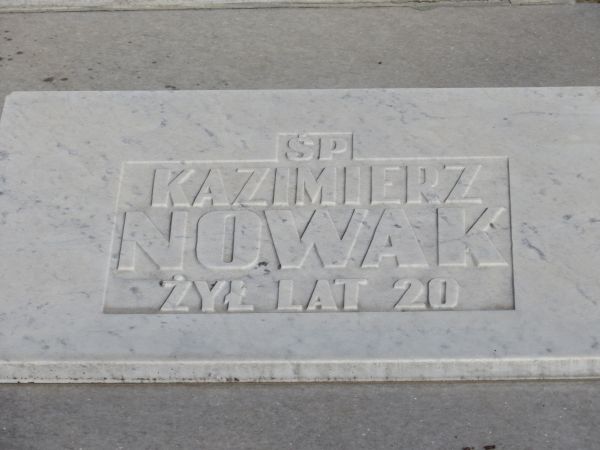 ŚP
KAZIMIERZ
NOWAK
ŻYŁ LAT 20